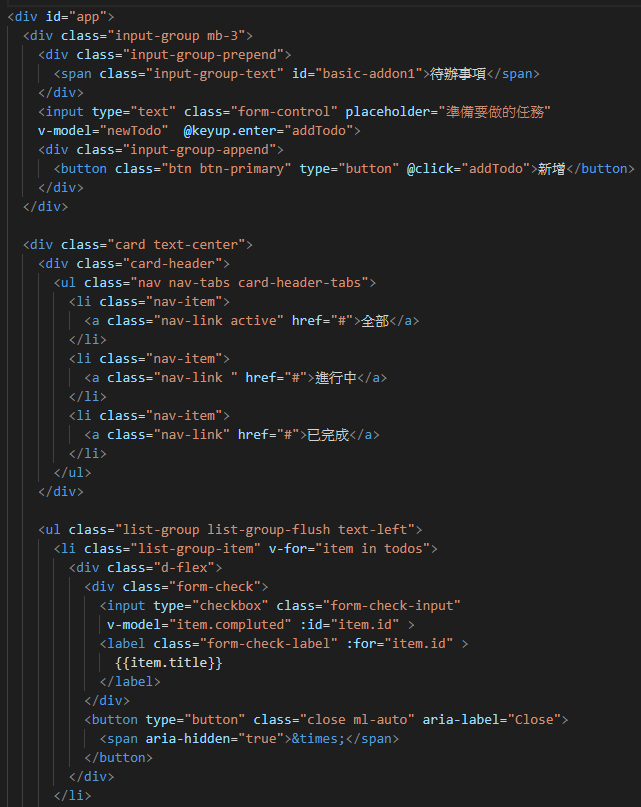 <div id="app">
<div class="input-group mb-3">
<div class="input-group-prepend">
<span class="input-group-text" id="basic-addon1">待辦事項</span>
</div>
<input type="text" class="form-control" placeholder="準備要做的任務"
v-model="newTodo"  @keyup.enter="addTodo">
<div class="input-group-append">
<button class="btn btn-primary" type="button" @click="addTodo">新增</button>
</div>
</div>
<div class="card text-center">
<div class="card-header">
<ul class="nav nav-tabs card-header-tabs">
<li class="nav-item">
<a class="nav-link active" href="#">全部</a>
</li>
<li class="nav-item">
<a class="nav-link " href="#">進行中</a>
</li>
<li class="nav-item">
<a class="nav-link" href="#">已完成</a>
</li>
</ul>
</div>
<ul class="list-group list-group-flush text-left">
<li class="list-group-item" v-for="item in todos">
<div class="d-flex">
<div class="form-check">
<input type="checkbox" class="form-check-input"
v-model="item.compluted" :id="item.id" >
<label class="form-check-label" :for="item.id" >
{{item.title}}
</label>
</div>
<button type="button" class="close ml-auto" aria-label="Close">
<span aria-hidden="true">&times;</span>
</button>
</div>
</li>